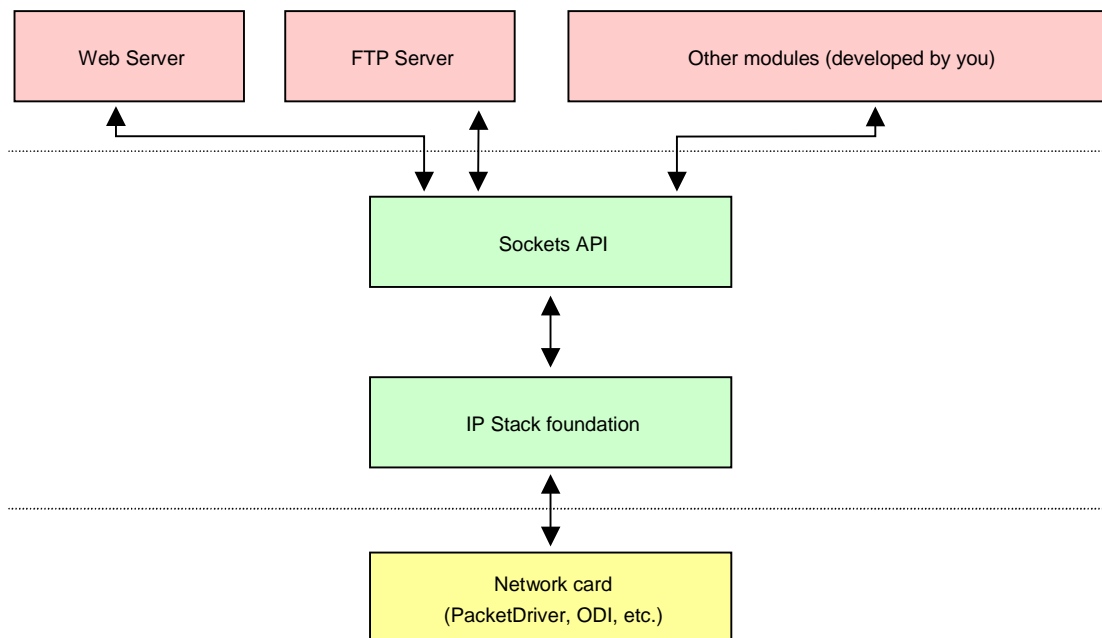 Web Server
FTP Server
Other modules (developed by you)
Sockets API
IP Stack foundation
Network card
(PacketDriver, ODI, etc.)